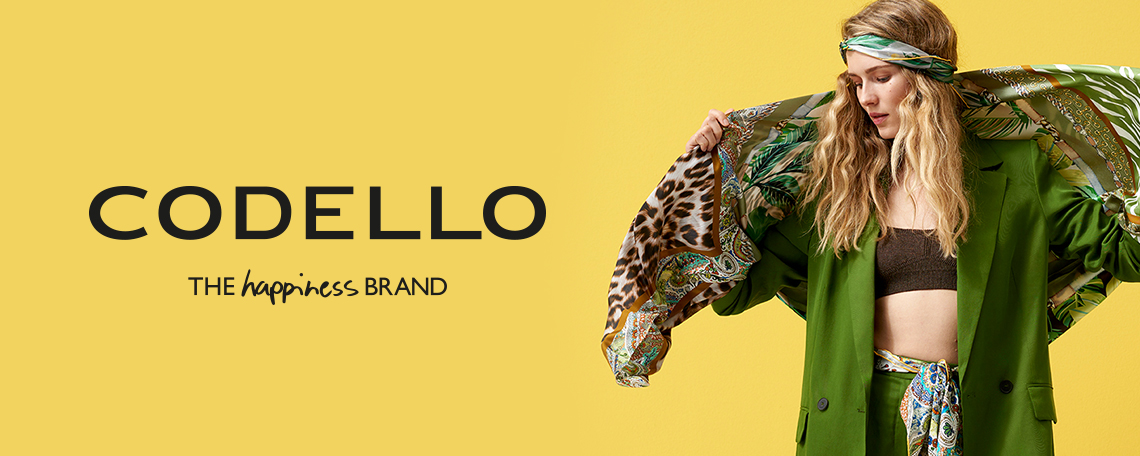 CODELLO
THE happiness BRAND